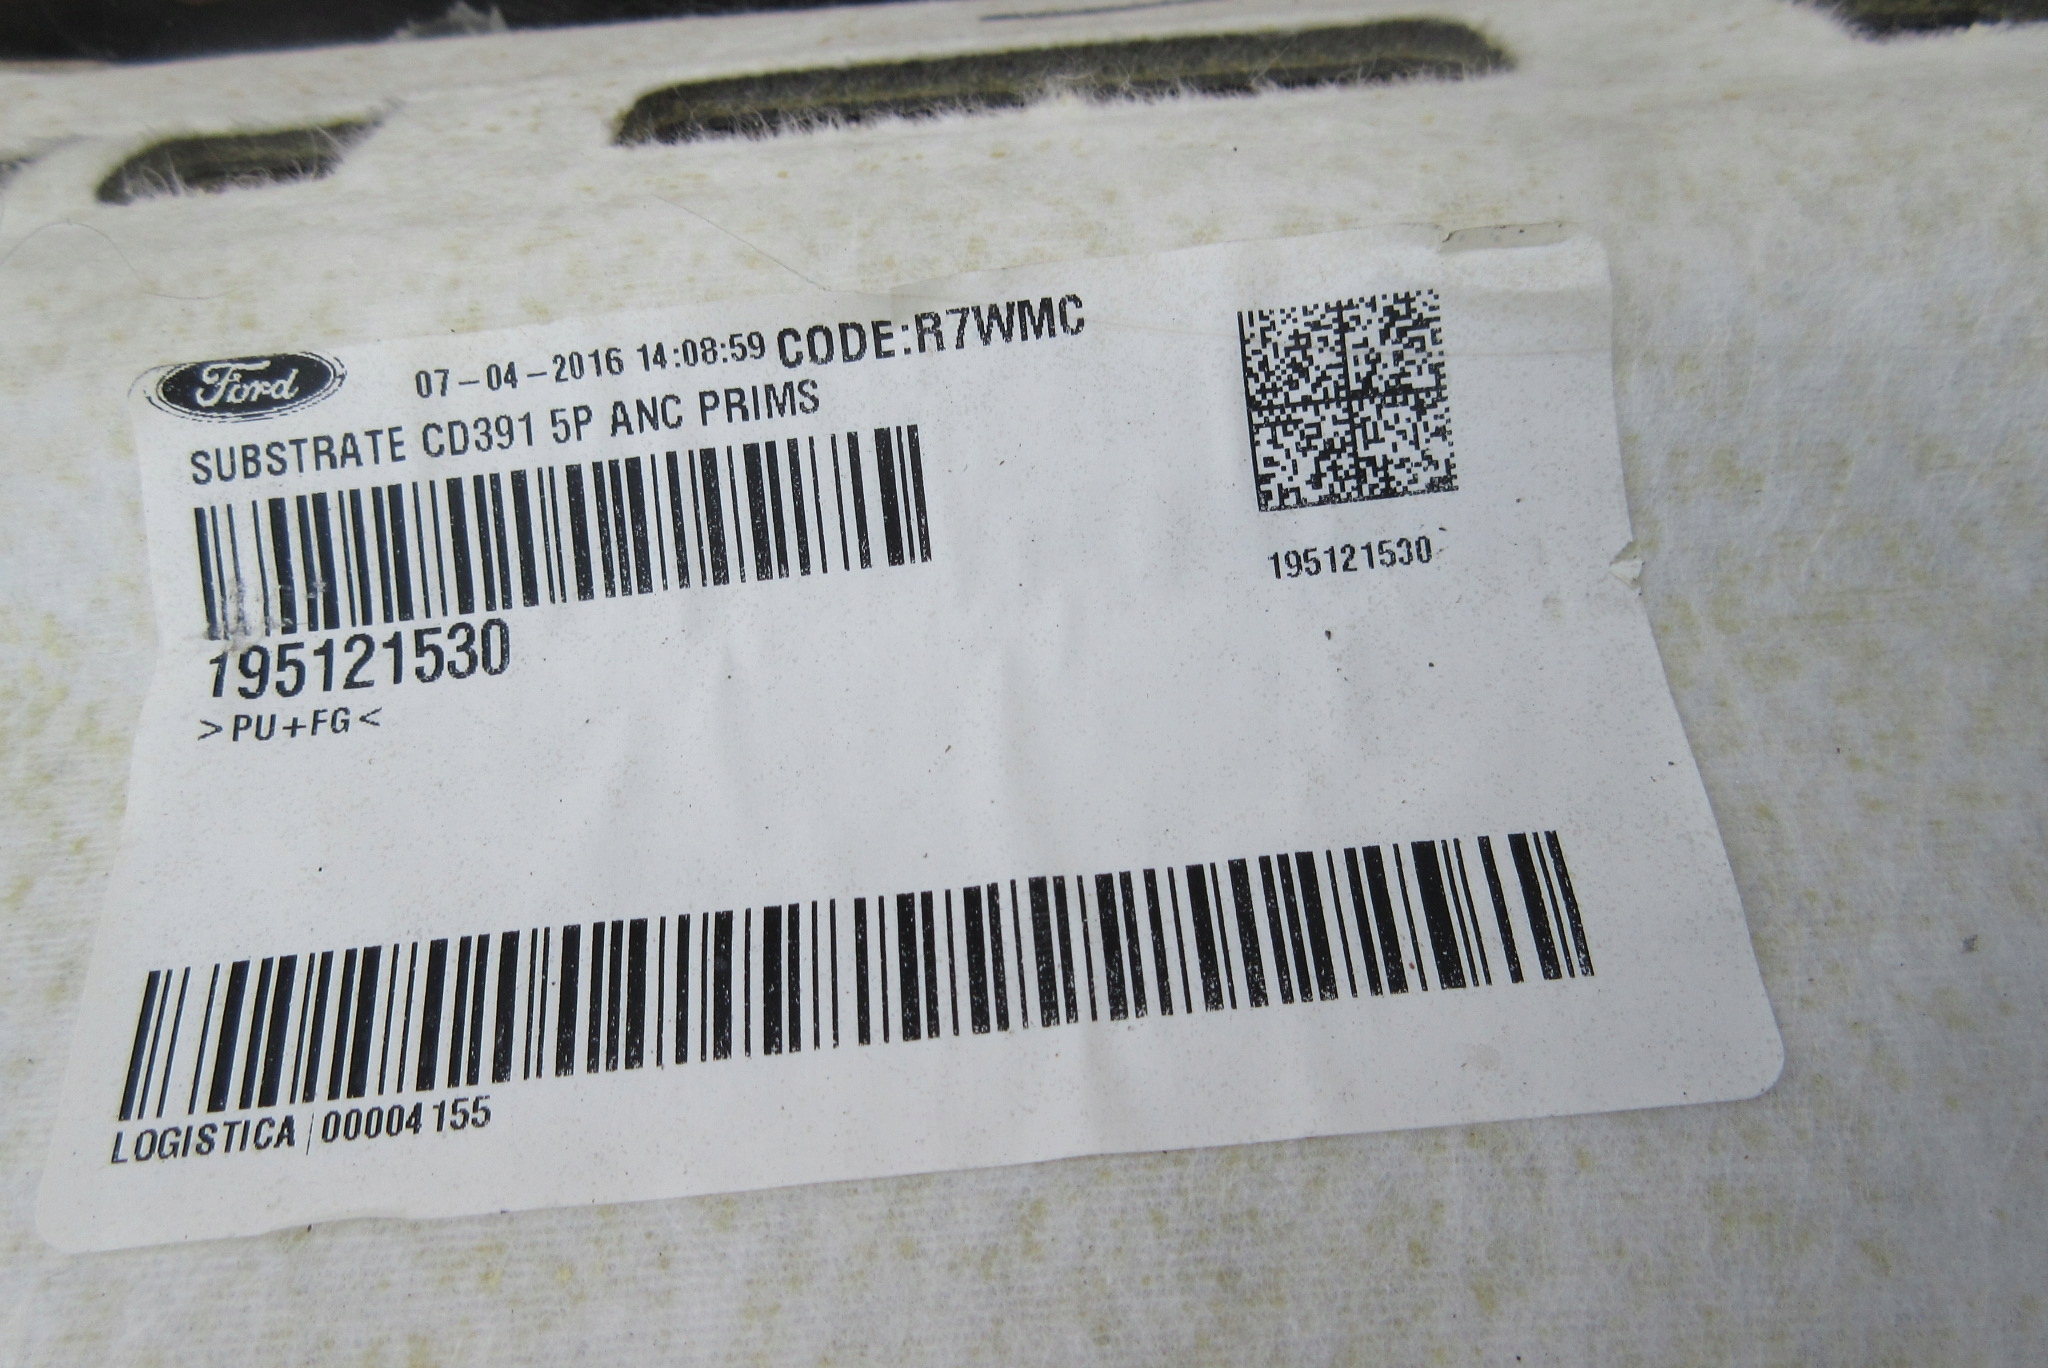 Ford 07-04-2016 14:08:59 CODE:R7WMC
SUBSTRATE CD391 5P ANC PRIMS
195121530
195121530
>PU+FG<
LOGISTICA/00004155